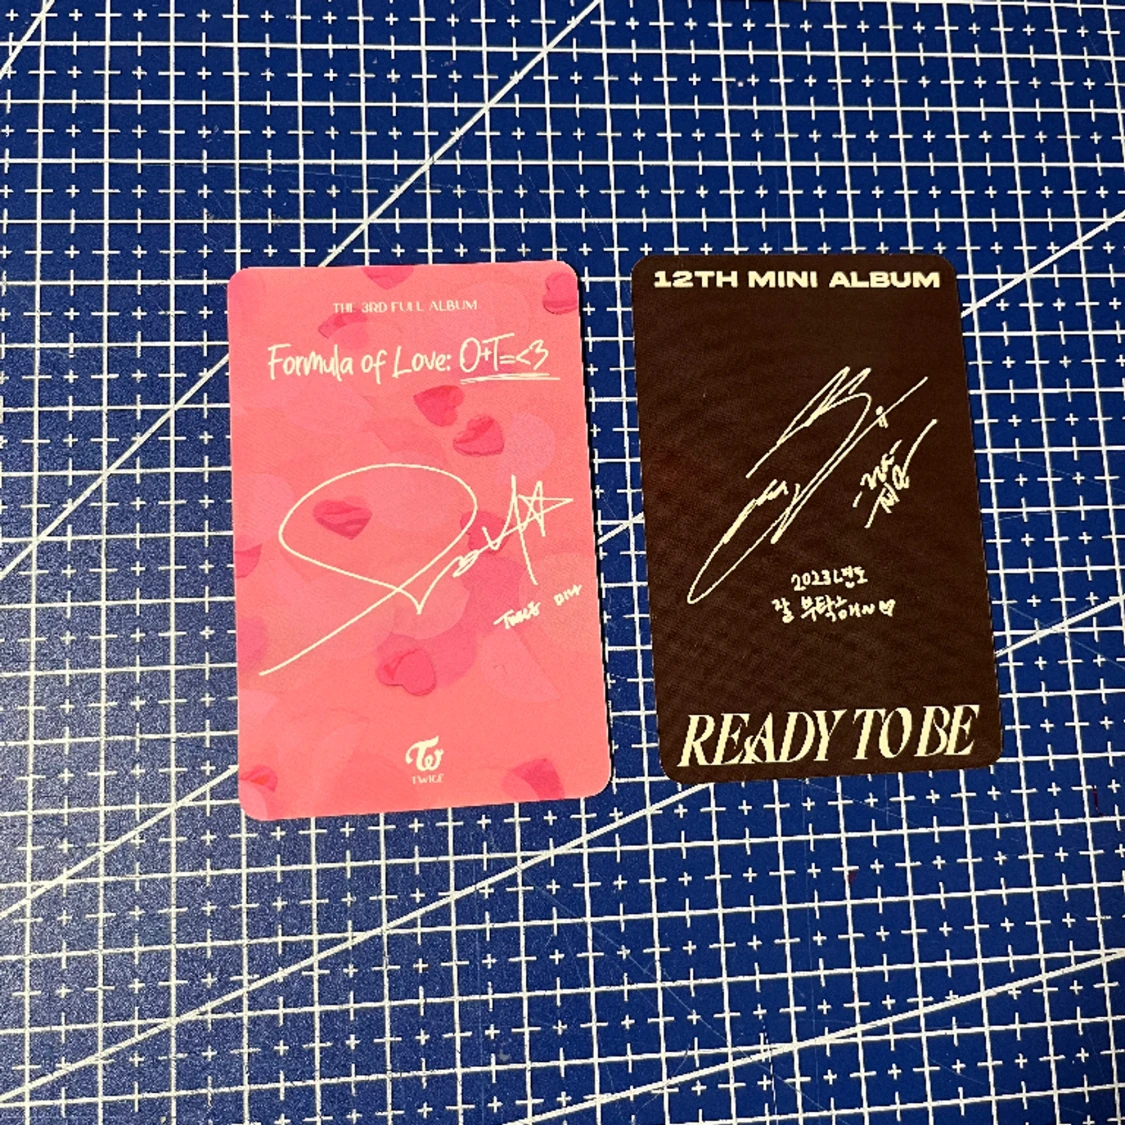 THE 3RD FULL ALBUM
Formula of Love: O+T=<3
TWICE
12TH MINI ALBUM
2023년도
잘 부탁해~♡
READY TO BE